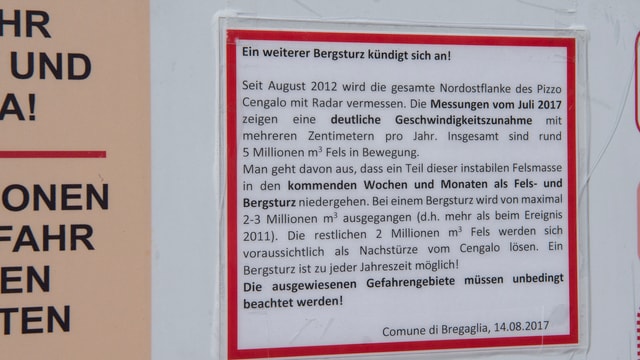 HR
UND
A!
IONEN
FAHR
EN
TEN
Ein weiterer Bergsturz kündigt sich an!
Seit August 2012 wird die gesamte Nordostflanke des Pizzo
Cengalo mit Radar vermessen. Die Messungen vom Juli 2017
zeigen eine deutliche Geschwindigkeitszunahme mit
mehreren Zentimetern pro Jahr. Insgesamt sind rund
5 Millionen m³ Fels in Bewegung.
Man geht davon aus, dass ein Teil dieser instabilen Felsmasse
in den kommenden Wochen und Monaten als Fels- und
Bergsturz niedergehen. Bei einem Bergsturz wird von maximal
2-3 Millionen m³ ausgegangen (d.h. mehr als beim Ereignis
2011). Die restlichen 2 Millionen m³ Fels werden sich
voraussichtlich als Nachstürze vom Cengalo lösen. Ein
Bergsturz ist zu jeder Jahreszeit möglich!
Die ausgewiesenen Gefahrengebiete müssen unbedingt
beachtet werden!
Comune di Bregaglia, 14.08.2017